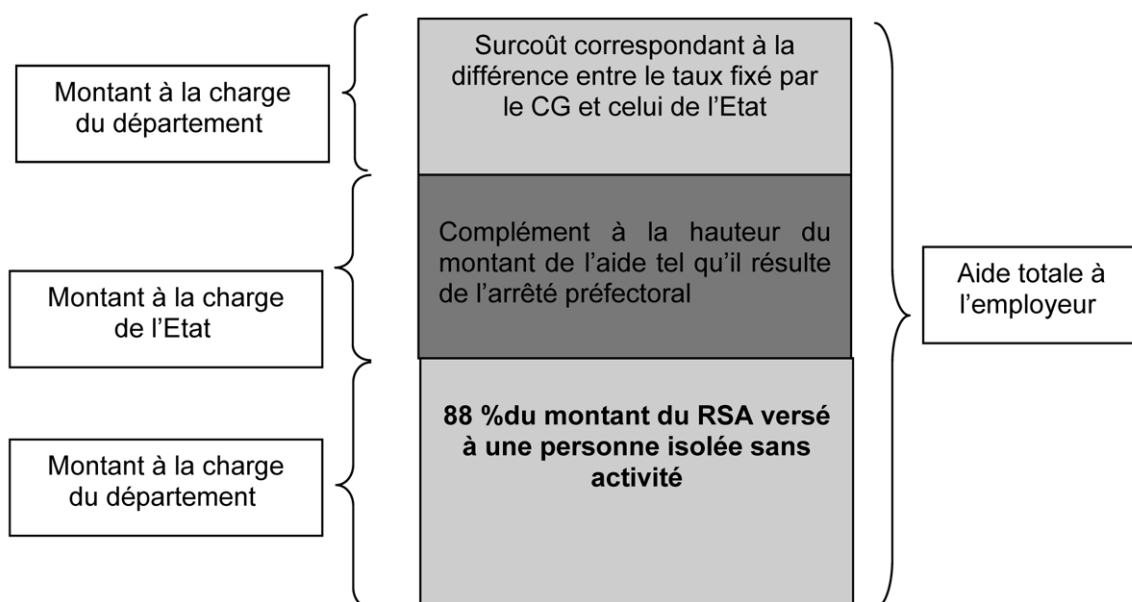 Surcoût correspondant à la
différence entre le taux fixé par
le CG et celui de l'Etat
Montant à la charge
du département
Complément à la hauteur du
montant de l'aide tel qu'il résulte
de l'arrêté préfectoral
Montant à la charge
de l'Etat
Aide totale à
l'employeur
88 %du montant du RSA versé
à une personne isolée sans
activité
Montant à la charge
du département